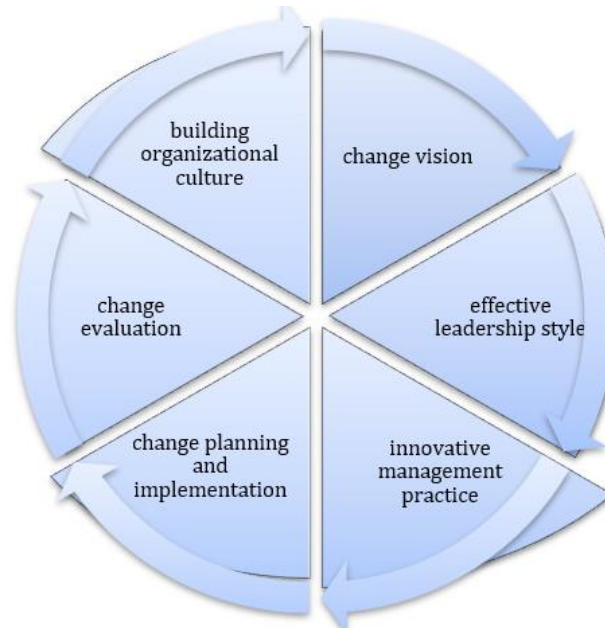 building
organizational
culture
change vision
effective
leadership style
innovative
management
practice
change planning
and
implementation
change
evaluation